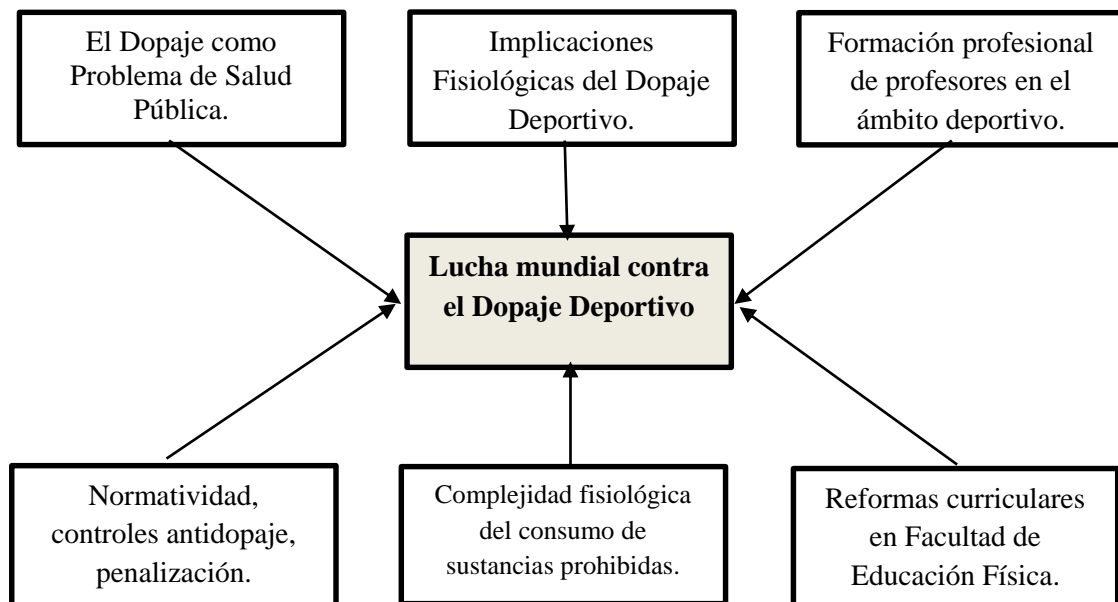 El Dopaje como
Problema de Salud
Pública.
Implicaciones
Fisiológicas del Dopaje
Deportivo.
Formación profesional
de profesores en el
ámbito deportivo.
Lucha mundial contra
el Dopaje Deportivo
Normatividad,
controles antidopaje,
penalización.
Complejidad fisiológica
del consumo de
sustancias prohibidas.
Reformas curriculares
en Facultad de
Educación Física.